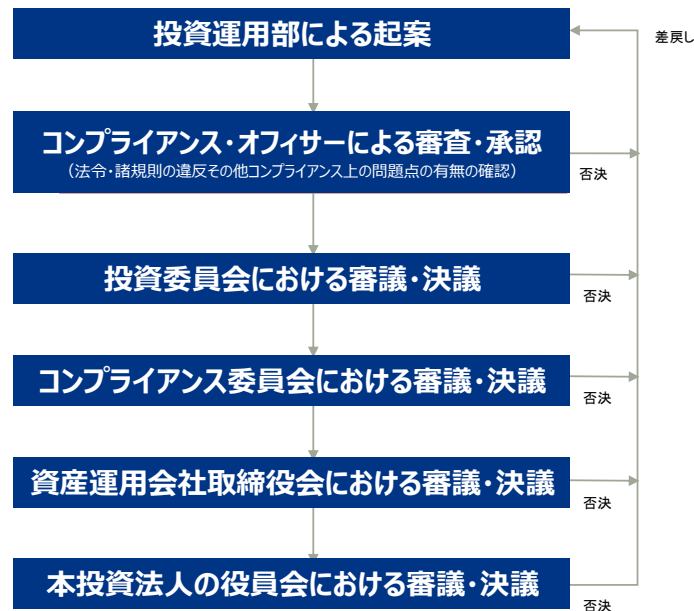 投資運用部による起案
差戻し
コンプライアンス・オフィサーによる審査・承認
（法令・諸規則の違反その他コンプライアンス上の問題点の有無の確認）
否決
投資委員会における審議・決議
否決
コンプライアンス委員会における審議・決議
否決
資産運用会社取締役会における審議・決議
否決
本投資法人の役員会における審議・決議
否決